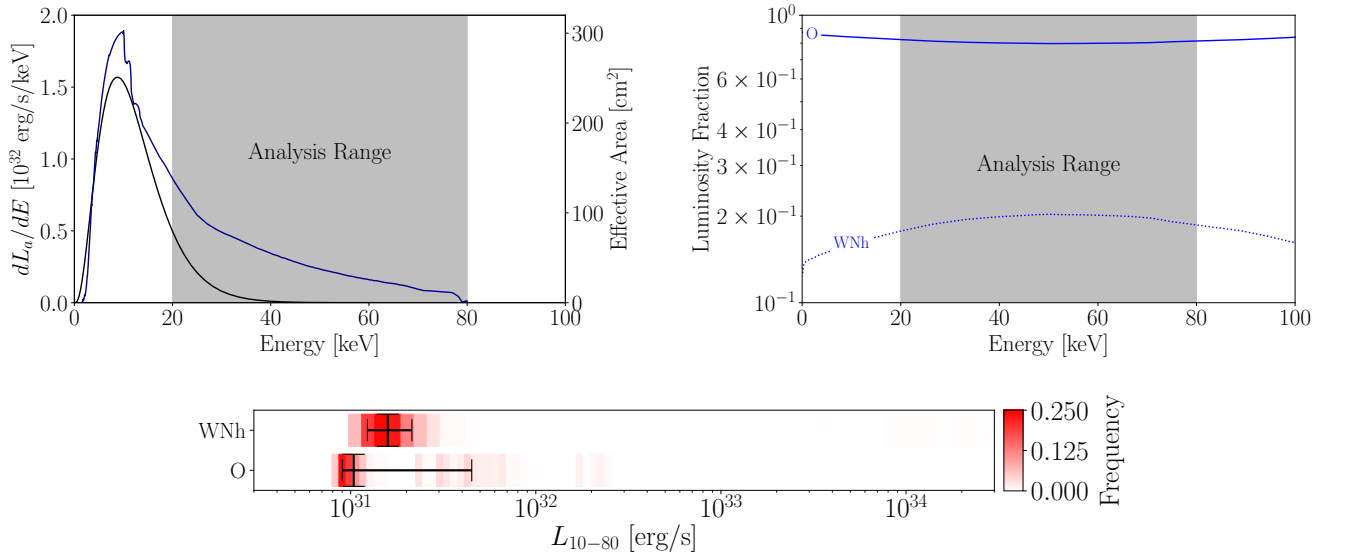 2.0
1.5
1.0
0.5
0.0
dL_a/dE [10^32 erg/s/keV]
Analysis Range
300
200
100
0
Effective Area [cm^2]
0 20 40 60 80 100
Energy [keV]
10^0
6 × 10^−1
4 × 10^−1
3 × 10^−1
2 × 10^−1
10^−1
Luminosity Fraction
O
Analysis Range
WNh
0 20 40 60 80 100
Energy [keV]
WNh
O
10^31 10^32 10^33 10^34
L_10−80 [erg/s]
0.250
0.125
0.000
Frequency